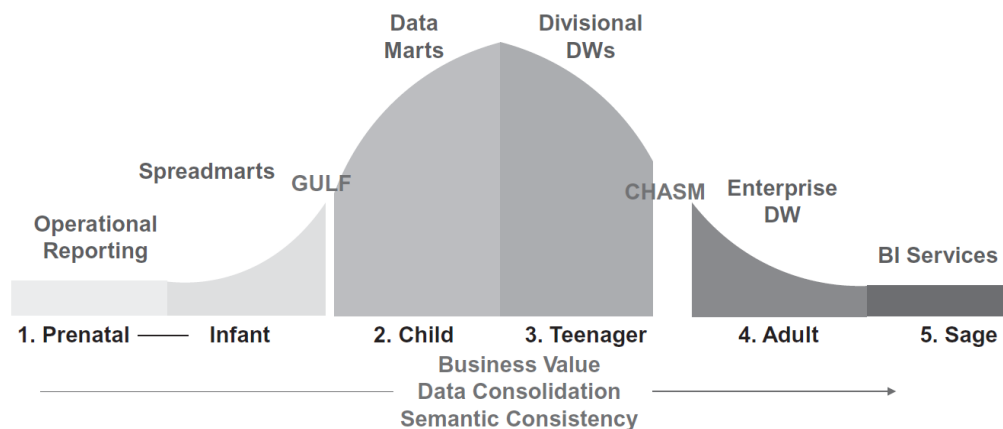 Data
Marts
Divisional
DWs
Spreadmarts
GULF
CHASM
Enterprise
DW
Operational
Reporting
BI Services
1. Prenatal
Infant
2. Child
3. Teenager
4. Adult
5. Sage
Business Value
Data Consolidation
Semantic Consistency